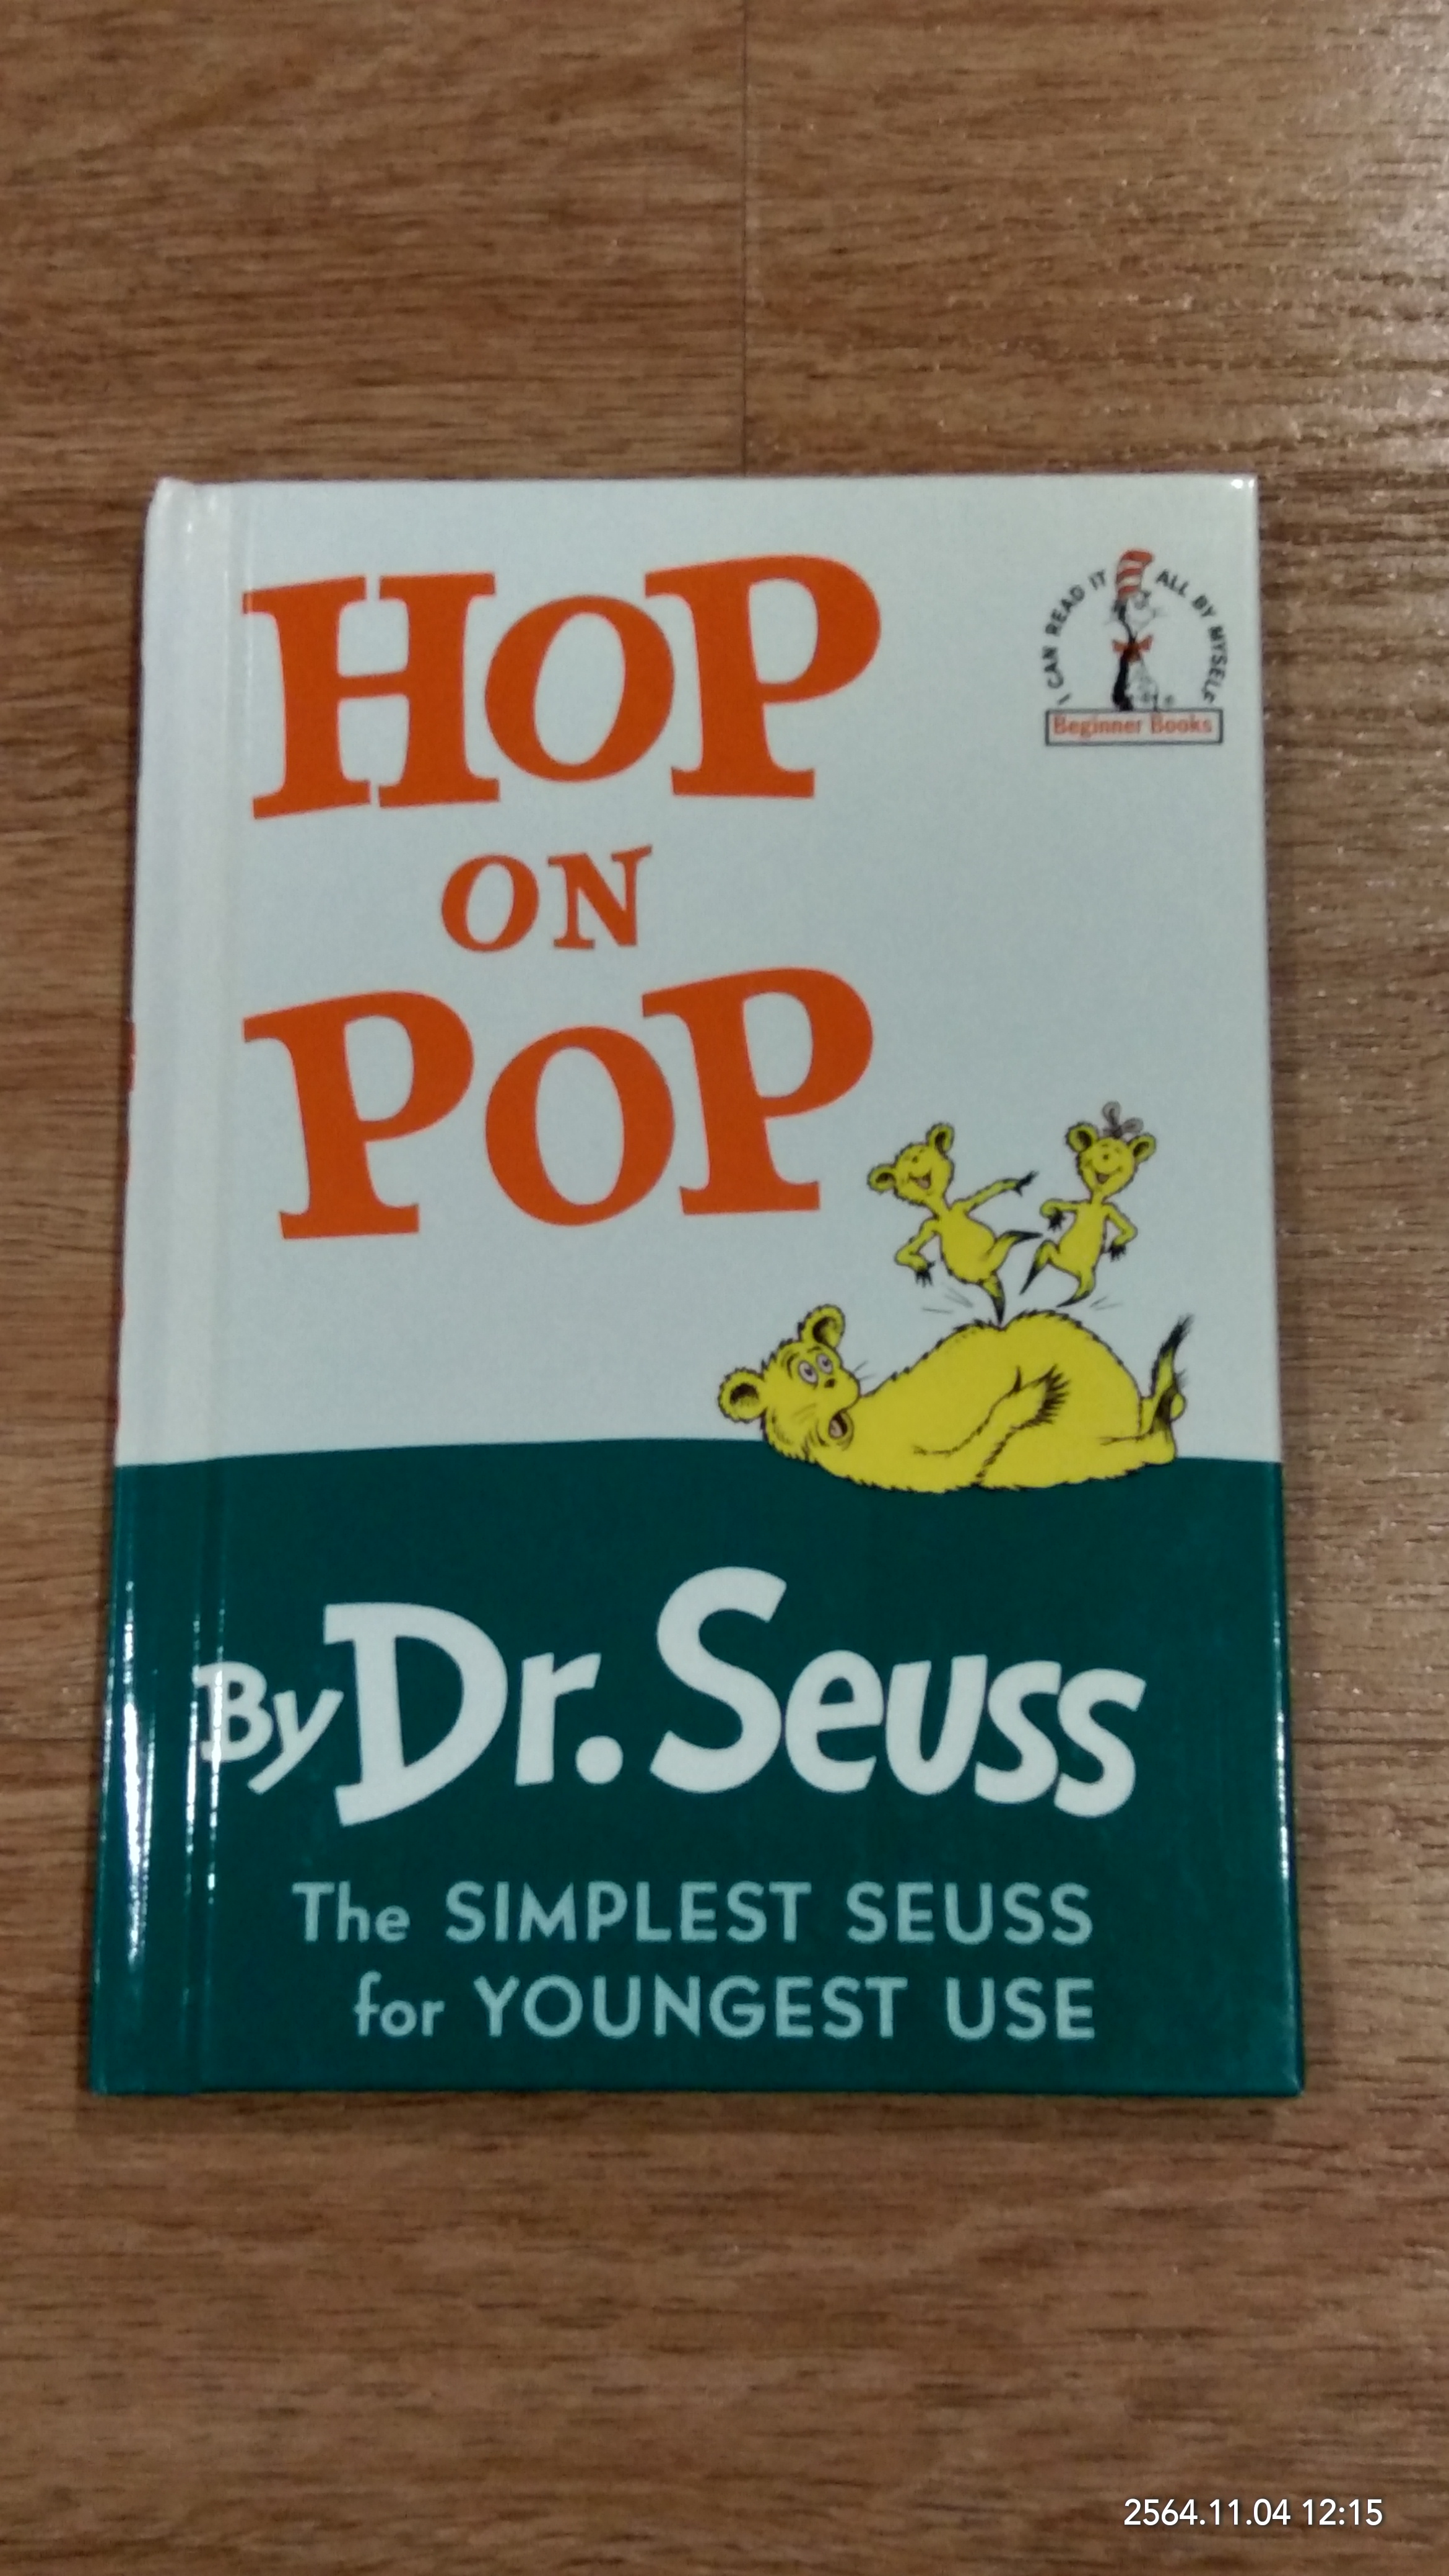 HOP
ON
POP
I CAN READ IT ALL BY MYSELF
Beginner Books
By Dr. Seuss
The SIMPLEST SEUSS
for YOUNGEST USE
2564.11.04 12:15